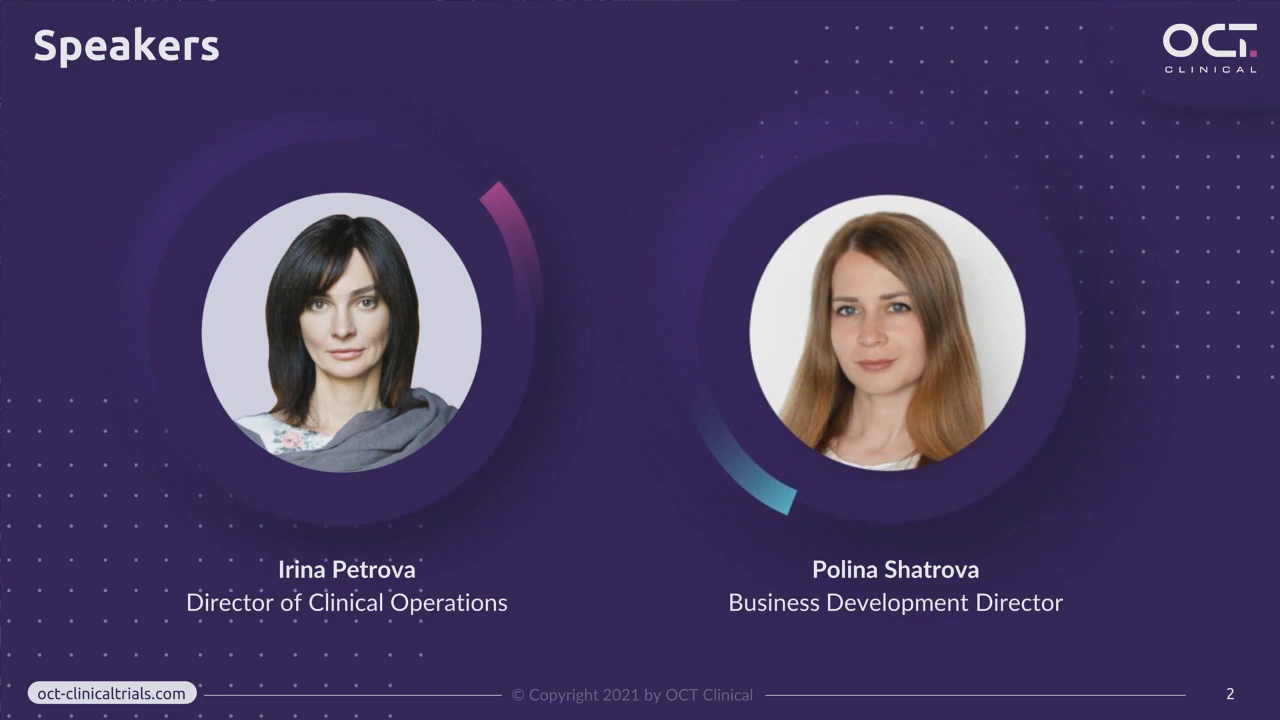 Speakers
OCT.
CLINICAL
Irina Petrova
Director of Clinical Operations
Polina Shatrova
Business Development Director
oct-clinicaltrials.com
© Copyright 2021 by OCT Clinical
2